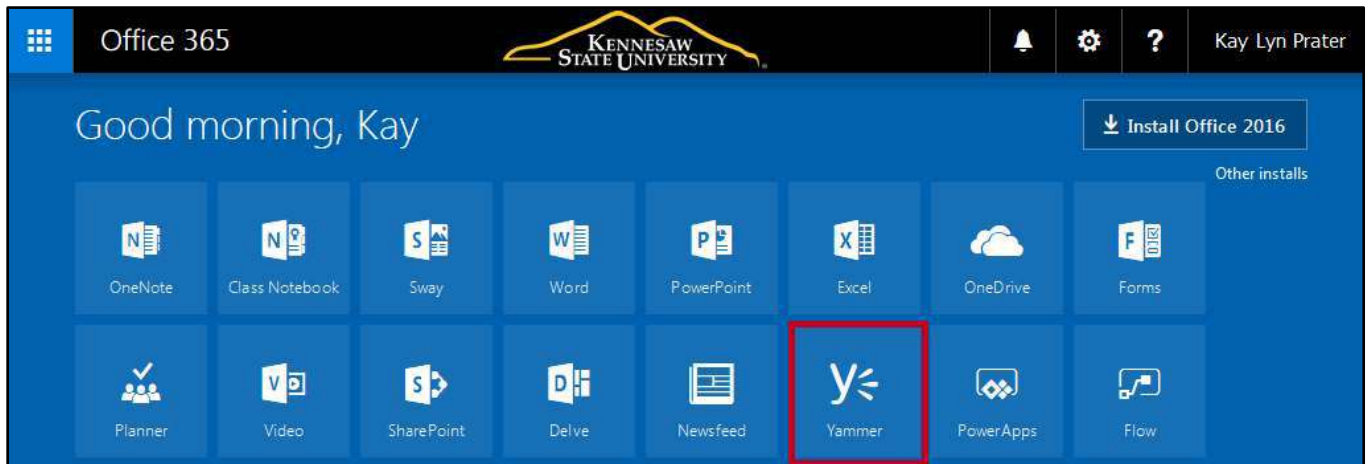 Office 365
KENNESAW
STATE UNIVERSITY
?
Kay Lyn Prater
Good morning, Kay
Install Office 2016
Other installs
N
N
S
W
P
X
F
OneNote
Class Notebook
Sway
Word
PowerPoint
Excel
OneDrive
Forms
V
S
D
y
Planner
Video
SharePoint
Delve
Newsfeed
Yammer
PowerApps
Flow